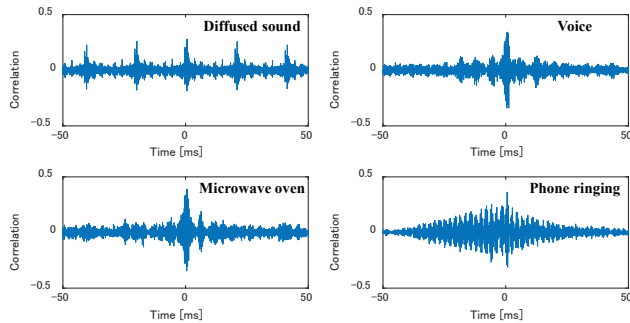 Diffused sound
0.5
0
-0.5
Correlation
-50
0
50
Time [ms]
Voice
0.5
0
-0.5
Correlation
-50
0
50
Time [ms]
Microwave oven
0.5
0
-0.5
Correlation
-50
0
50
Time [ms]
Phone ringing
0.5
0
-0.5
Correlation
-50
0
50
Time [ms]